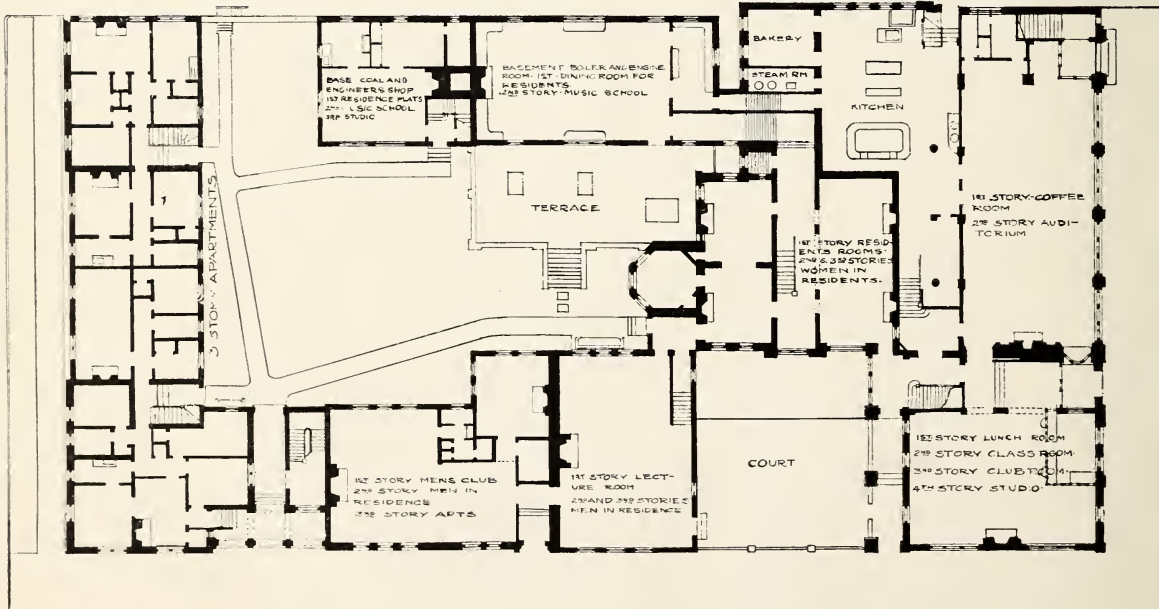 BASE COAL AND
ENGINEERS SHOP
1ST RESIDENCE FLATS
2ND MUSIC SCHOOL
3RD STUDIO
BASEMENT BOILER AND ENGINE
ROOM · 1ST · DINING ROOM FOR
RESIDENTS
2ND STORY · MUSIC SCHOOL
BAKERY
STEAM RM
KITCHEN
1ST STORY - COFFEE
ROOM
2ND STORY AUDI-
TORIUM
3 STORY APARTMENTS
TERRACE
1ST STORY RESID-
ENTS ROOMS·
2ND & 3RD STORIES
WOMEN IN
RESIDENTS.
1ST STORY MENS CLUB
2ND STORY MEN IN
RESIDENCE
3RD STORY APTS
1ST STORY LECT-
URE ROOM
2ND AND 3RD STORIES
MEN IN RESIDENCE
COURT
1ST STORY LUNCH ROOM
2ND STORY CLASS ROOM·
3RD STORY CLUB ROOM·
4TH STORY STUDIO·